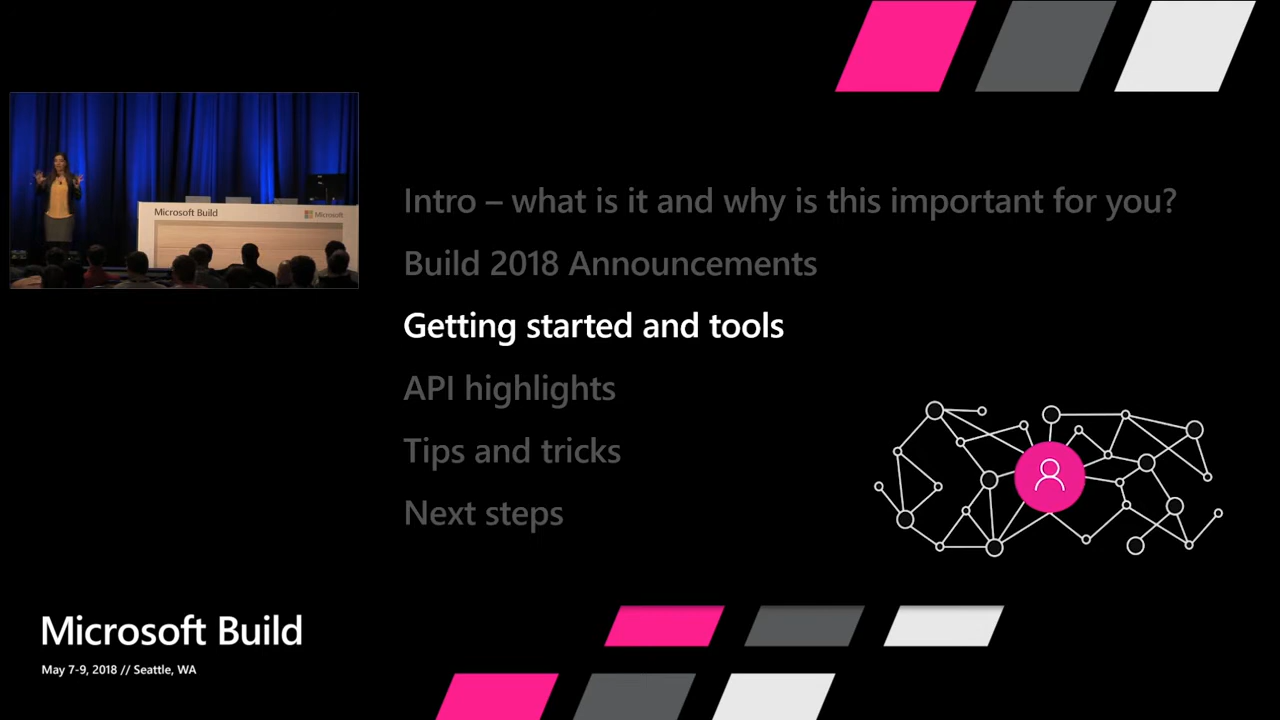 Microsoft Build
Microsoft
Intro – what is it and why is this important for you?
Build 2018 Announcements
Getting started and tools
API highlights
Tips and tricks
Next steps
Microsoft Build
May 7-9, 2018 // Seattle, WA